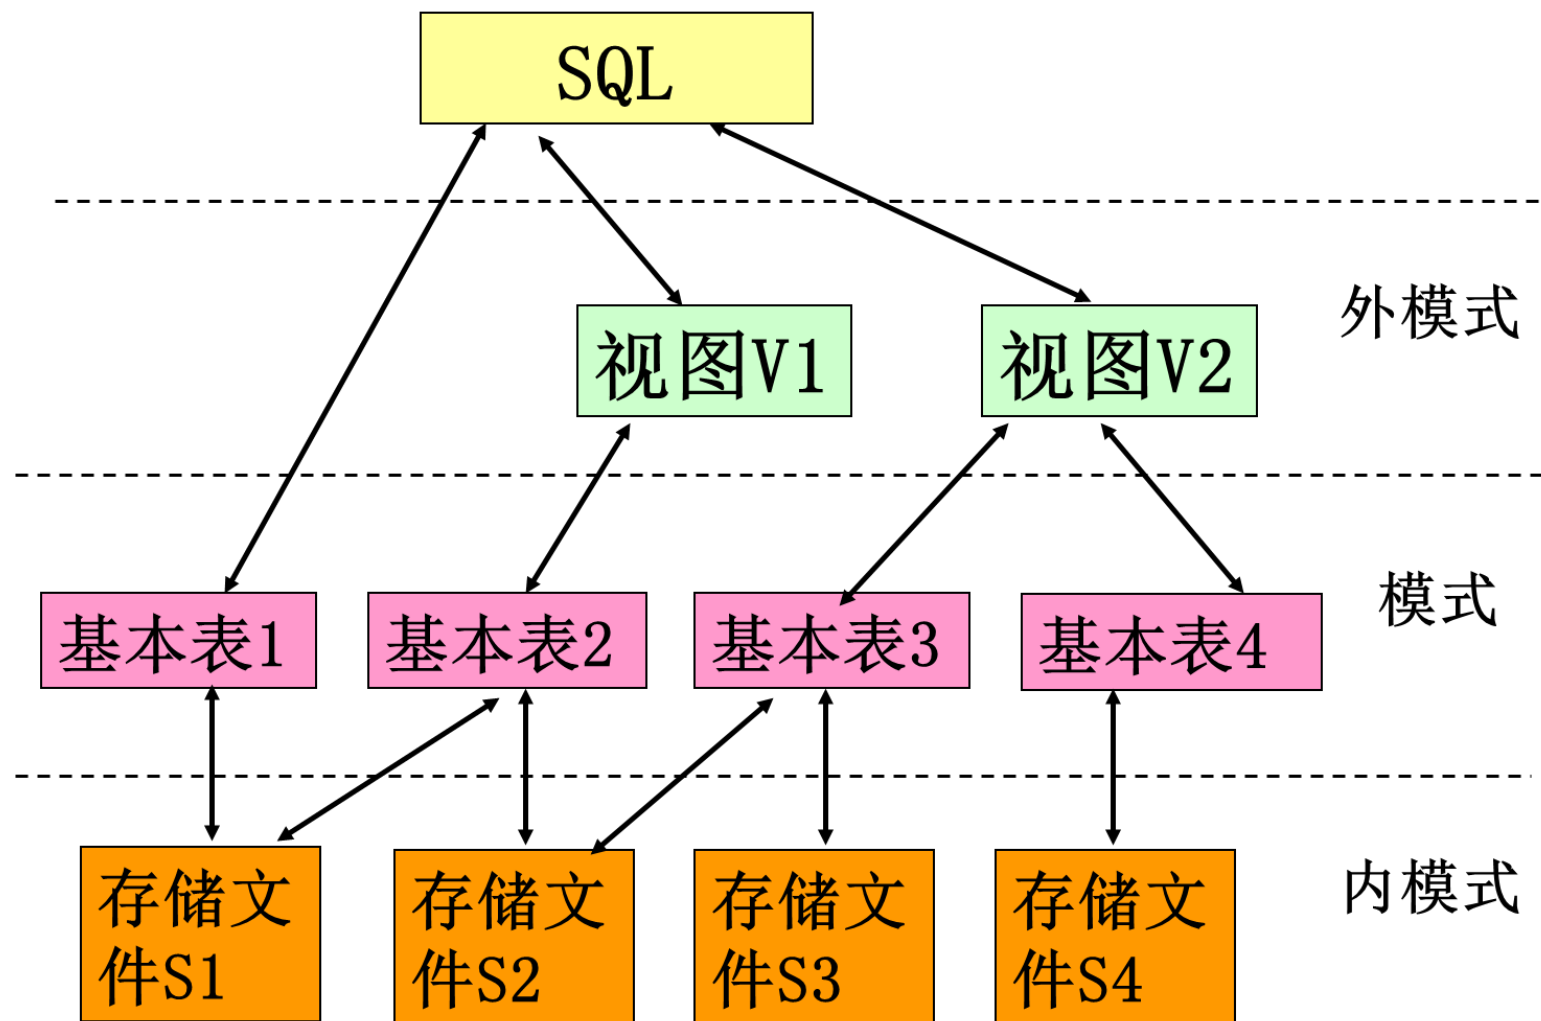 SQL
外模式
视图V1
视图V2
模式
基本表1
基本表2
基本表3
基本表4
内模式
存储文
件S1
存储文
件S2
存储文
件S3
存储文
件S4